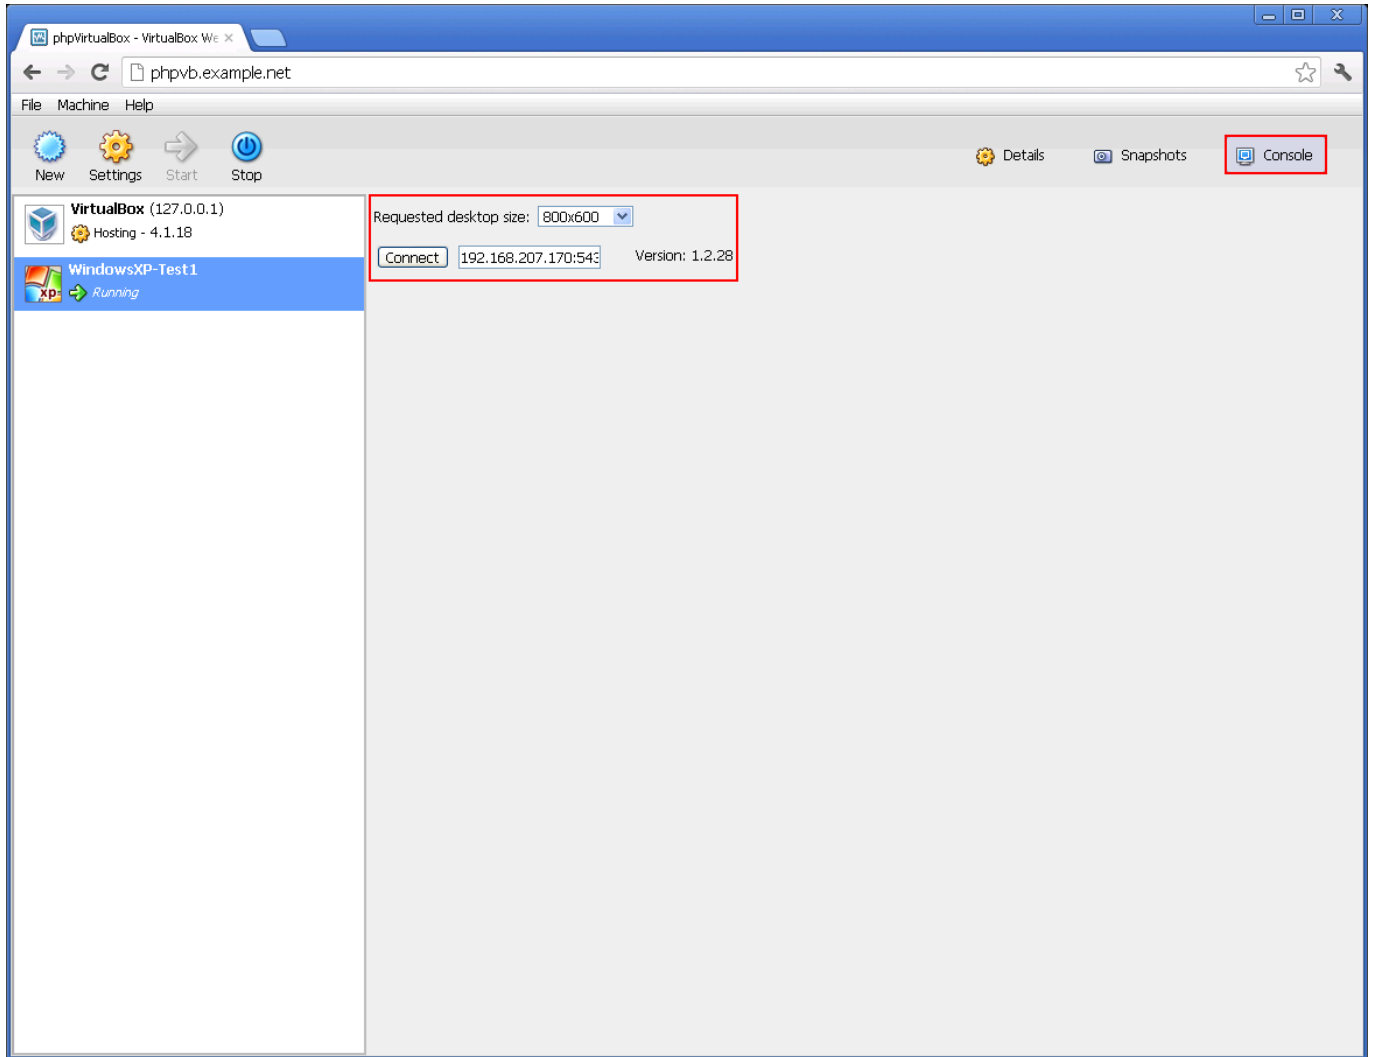 phpVirtualBox - VirtualBox We
phpvb.example.net
File Machine Help
New Settings Start Stop
Details Snapshots Console
VirtualBox (127.0.0.1)
Hosting - 4.1.18
WindowsXP-Test1
xp
Running
Requested desktop size: 800x600
Connect 192.168.207.170:543 Version: 1.2.28